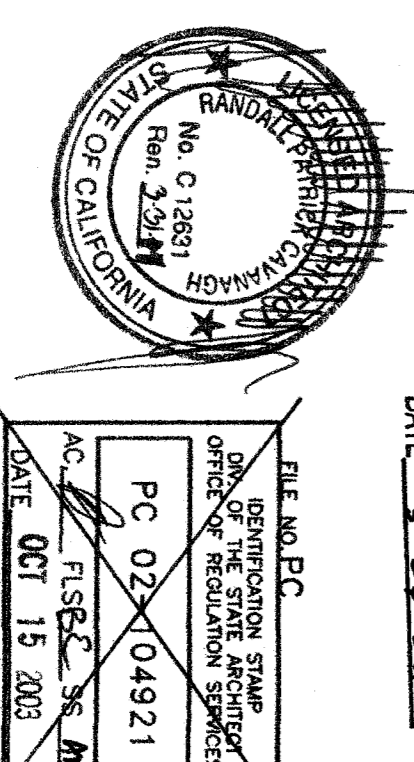 LICENSED ARCHITECT
RANDALL PATRICK CAVANAGH
No. C 12631
Ren.
STATE OF CALIFORNIA
DATE
FILE NO. PC
IDENTIFICATION STAMP
DIV. OF THE STATE ARCHITECT
OFFICE OF REGULATION SERVICES
PC 02-104921
AC FLS SS
DATE OCT 15 2003